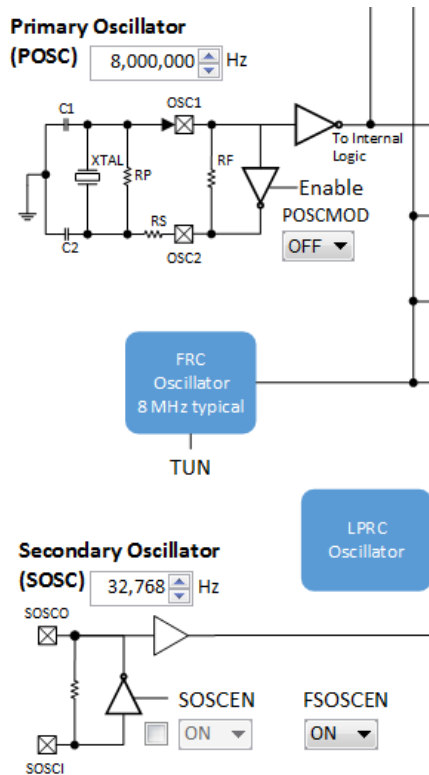 Primary Oscillator
(POSC) 8,000,000 Hz
C1
OSC1
XTAL
RP
RF
To Internal
Logic
Enable
POSCMOD
OFF
RS
C2
OSC2
FRC
Oscillator
8 MHz typical
TUN
LPRC
Oscillator
Secondary Oscillator
(SOSC) 32,768 Hz
SOSCO
SOSCEN FSOSCEN
ON ON
SOSCI